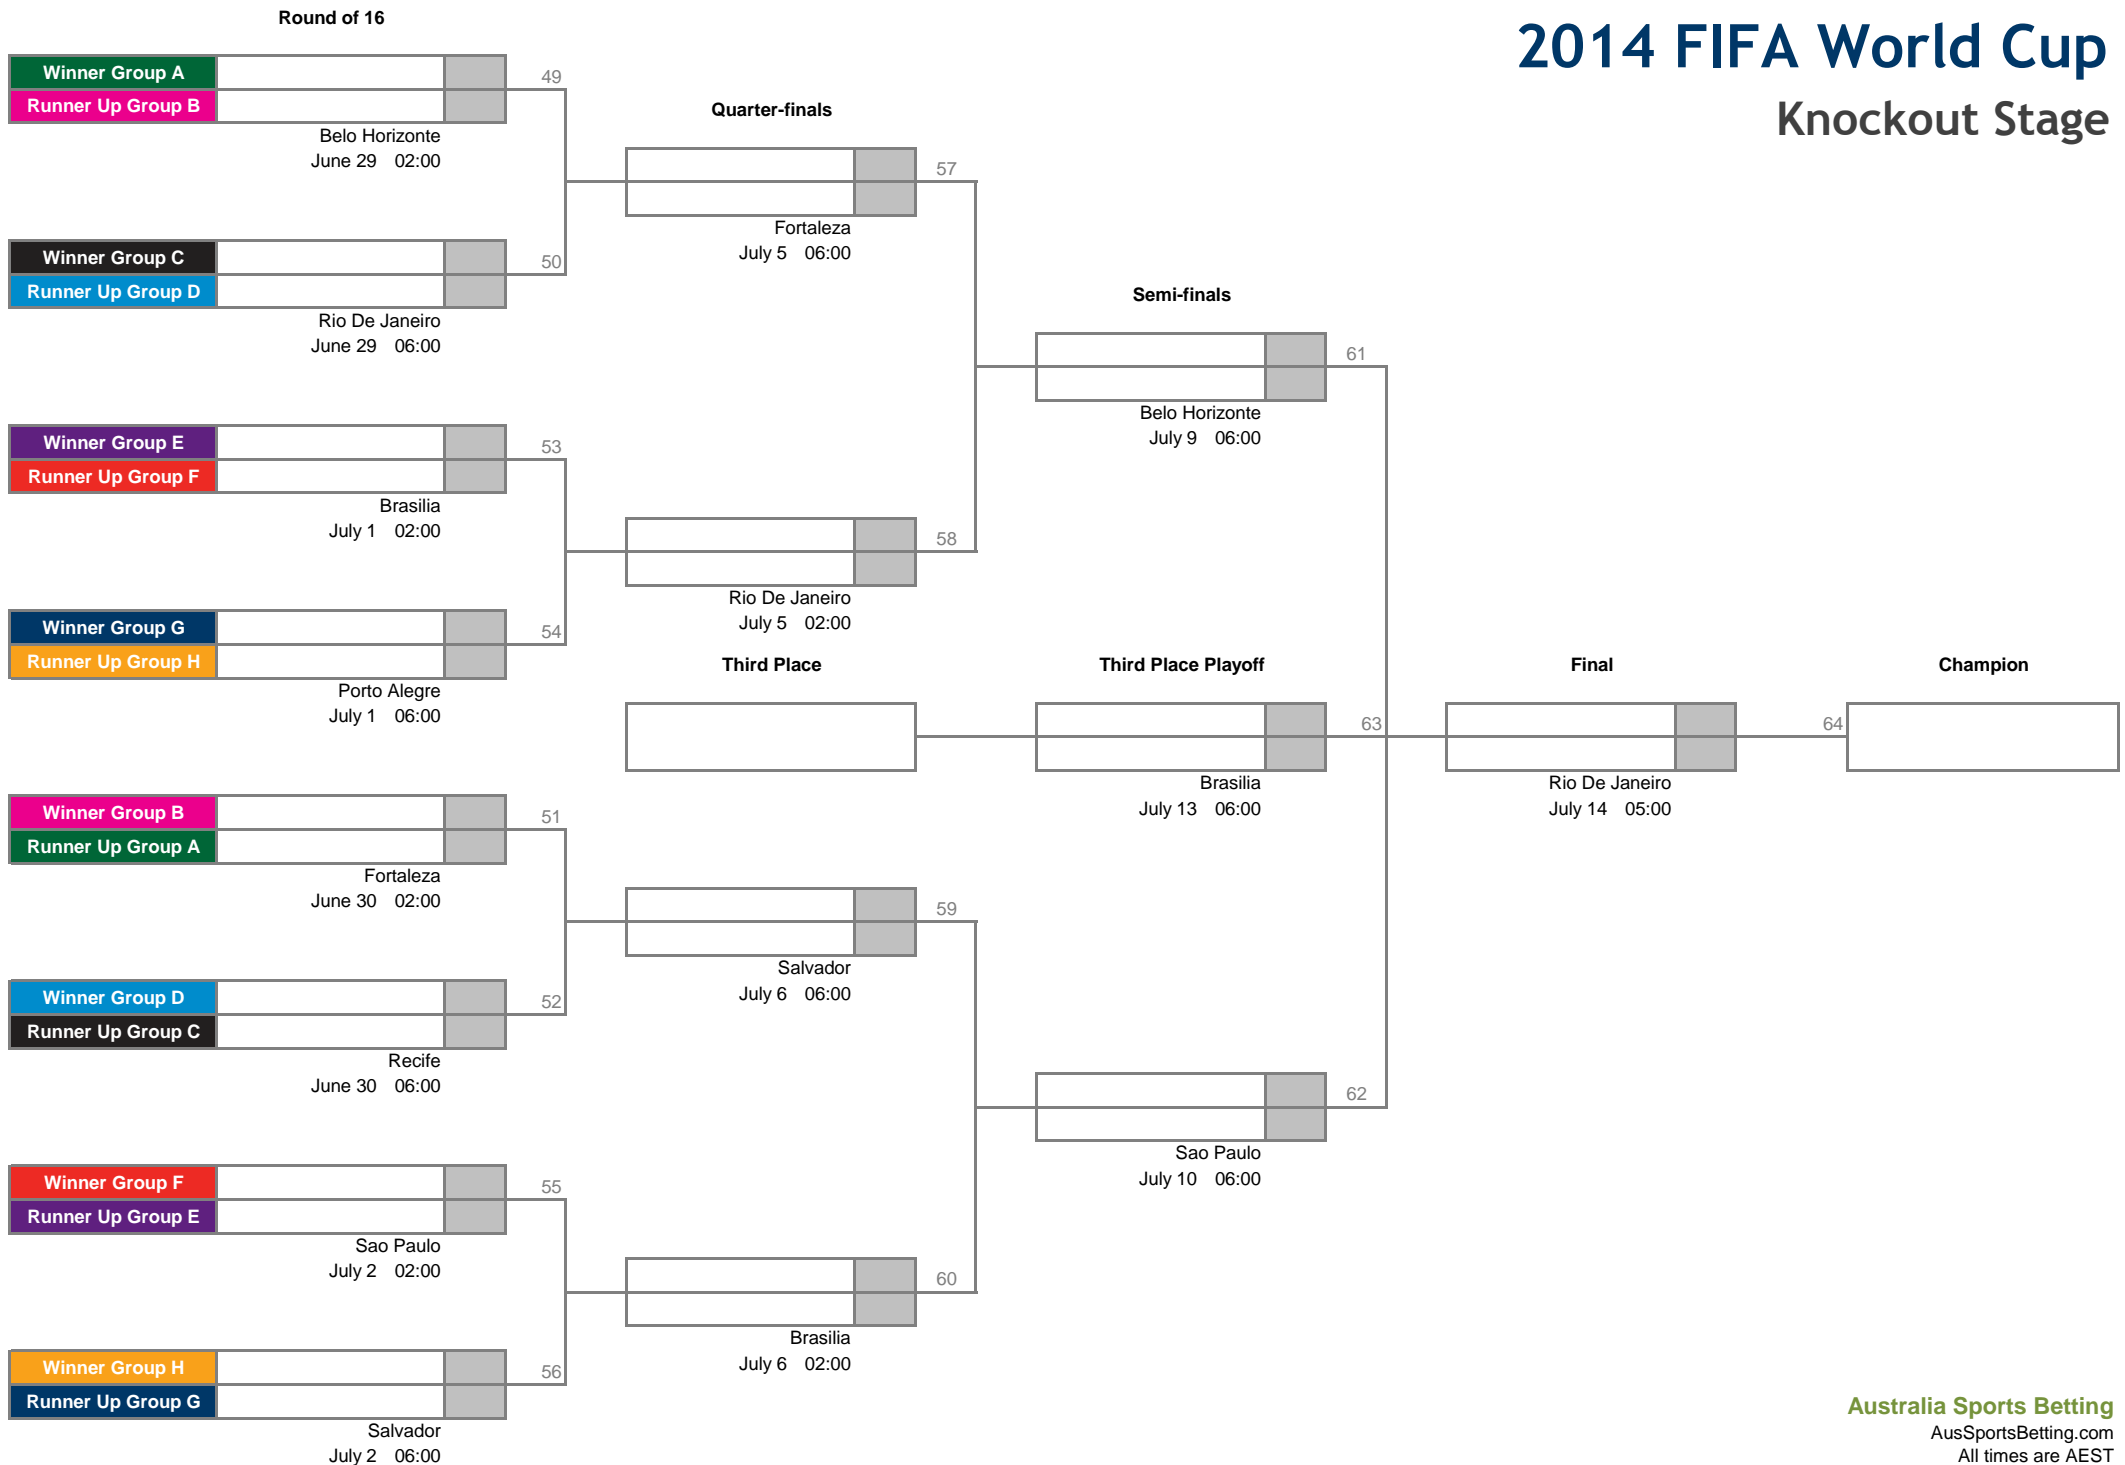 2014 FIFA World Cup
Knockout Stage
Round of 16
Winner Group A
Runner Up Group B
49
Belo Horizonte
June 29 02:00
Winner Group C
Runner Up Group D
50
Rio De Janeiro
June 29 06:00
Winner Group E
Runner Up Group F
53
Brasilia
July 1 02:00
Winner Group G
Runner Up Group H
54
Porto Alegre
July 1 06:00
Winner Group B
Runner Up Group A
51
Fortaleza
June 30 02:00
Winner Group D
Runner Up Group C
52
Recife
June 30 06:00
Winner Group F
Runner Up Group E
55
Sao Paulo
July 2 02:00
Winner Group H
Runner Up Group G
56
Salvador
July 2 06:00
Quarter-finals
57
Fortaleza
July 5 06:00
58
Rio De Janeiro
July 5 02:00
Third Place
59
Salvador
July 6 06:00
60
Brasilia
July 6 02:00
Semi-finals
61
Belo Horizonte
July 9 06:00
Third Place Playoff
63
Brasilia
July 13 06:00
62
Sao Paulo
July 10 06:00
Final
64
Rio De Janeiro
July 14 05:00
Champion
Australia Sports Betting
AusSportsBetting.com
All times are AEST